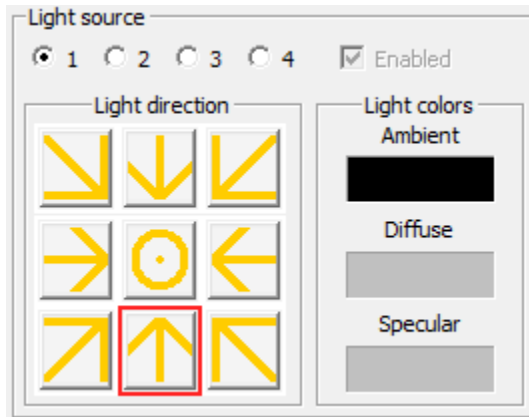 Light source
1 2 3 4 Enabled
Light direction
Light colors
Ambient
Diffuse
Specular